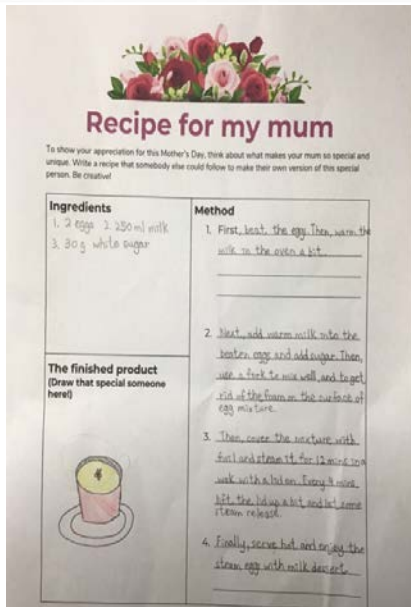 Recipe for my mum
To show your appreciation for this Mother's Day, think about what makes your mum so special and
unique. Write a recipe that somebody else could follow to make their own version of this special
person. Be creative!
Ingredients
1. 2 eggs 2. 250 ml milk
3. 30 g white sugar
The finished product
(Draw that special someone
here!)
Method
1. First, beat the egg. Then, warm the
milk in the oven a bit.
2. Next, add warm milk into the
beaten eggs and add sugar. Then,
use a fork to mix well, and to get
rid of the foam on the surface of
egg mixture.
3. Then, cover the mixture with
foil and steam it for 12 mins in a
wok with a lid on. Every 4 mins,
lift the lid up a bit and let some
steam release.
4. Finally, serve hot and enjoy the
steam egg with milk dessert.